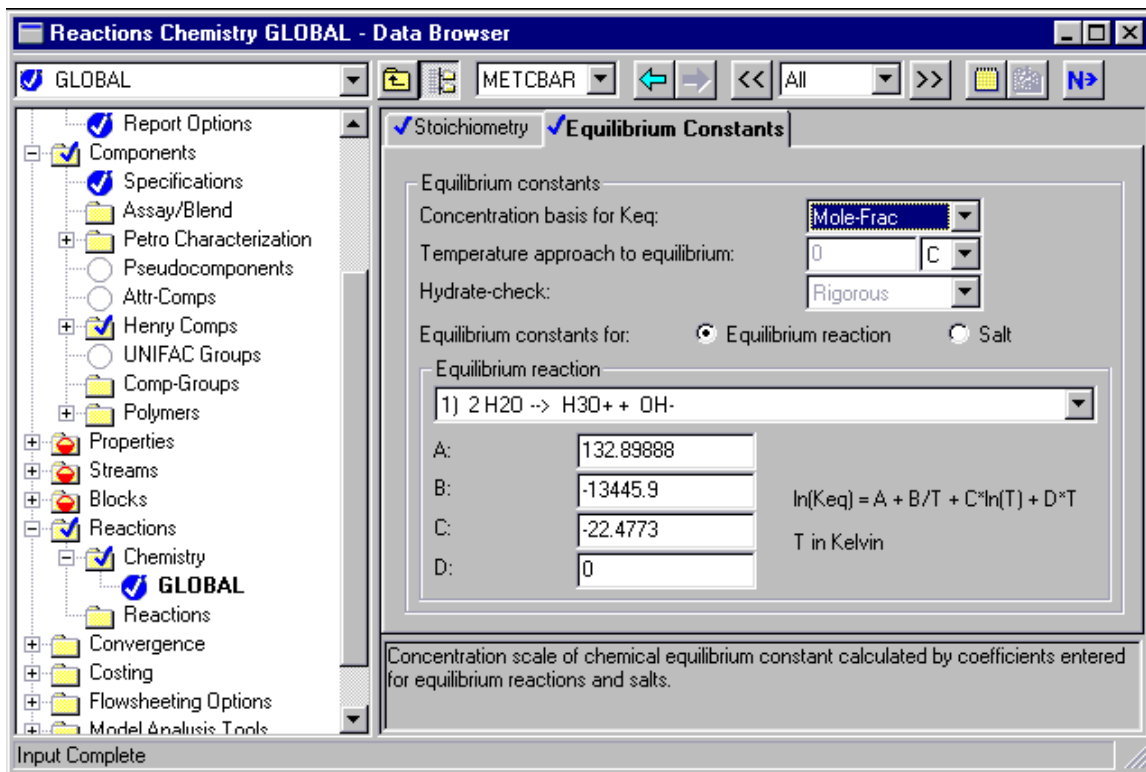 Reactions Chemistry GLOBAL - Data Browser
GLOBAL
METCBAR
<<
All
>>
N
Report Options
Components
Specifications
Assay/Blend
Petro Characterization
Pseudocomponents
Attr-Comps
Henry Comps
UNIFAC Groups
Comp-Groups
Polymers
Properties
Streams
Blocks
Reactions
Chemistry
GLOBAL
Reactions
Convergence
Costing
Flowsheeting Options
Model Analysis Tools
Stoichiometry
Equilibrium Constants
Equilibrium constants
Concentration basis for Keq: Mole-Frac
Temperature approach to equilibrium: 0 C
Hydrate-check: Rigorous
Equilibrium constants for: Equilibrium reaction Salt
Equilibrium reaction
1) 2 H2O --> H3O+ + OH-
A: 132.89888
B: -13445.9
C: -22.4773
D: 0
ln(Keq) = A + B/T + C*ln(T) + D*T
T in Kelvin
Concentration scale of chemical equilibrium constant calculated by coefficients entered
for equilibrium reactions and salts.
Input Complete